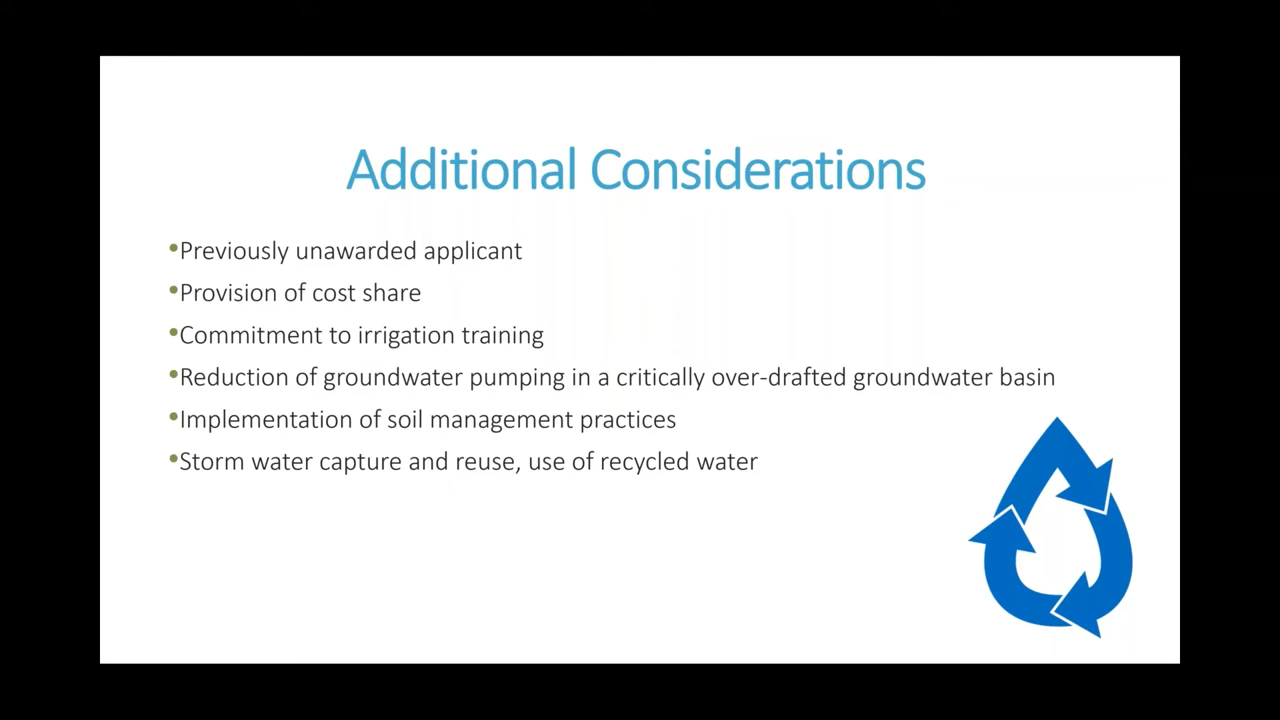 Additional Considerations
•Previously unawarded applicant
•Provision of cost share
•Commitment to irrigation training
•Reduction of groundwater pumping in a critically over-drafted groundwater basin
•Implementation of soil management practices
•Storm water capture and reuse, use of recycled water